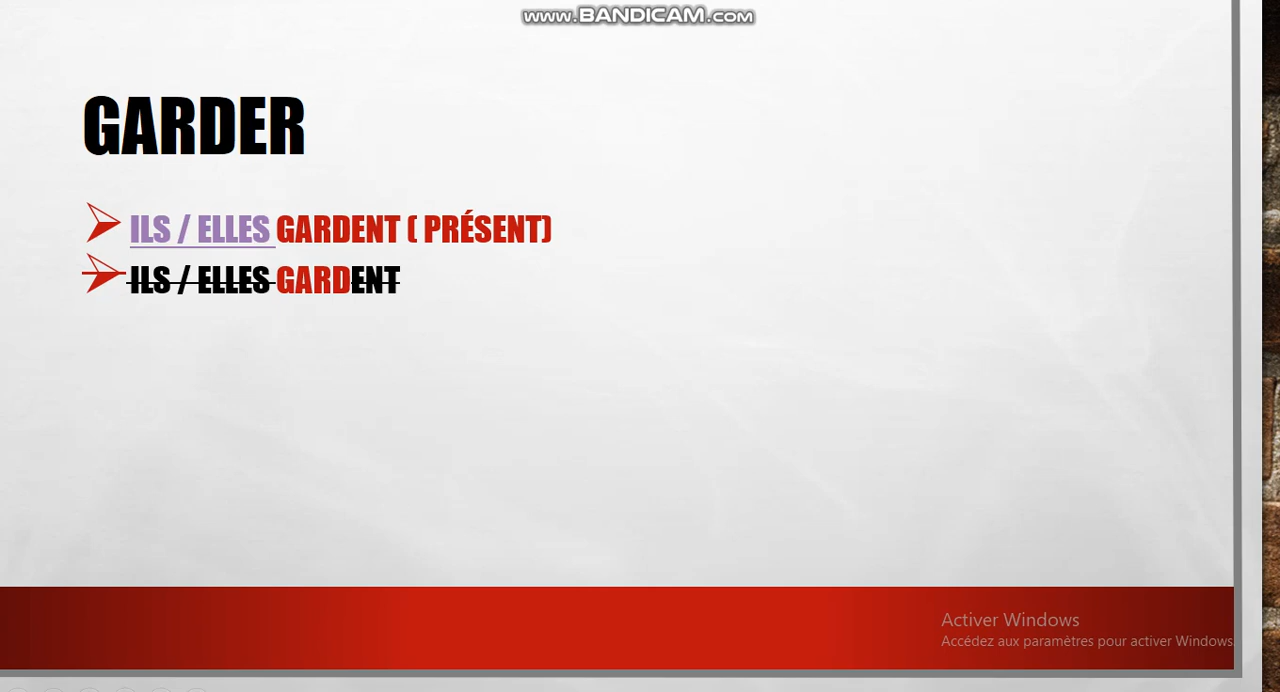 www.BANDICAM.com
GARDER
ILS / ELLES GARDENT ( PRÉSENT)
ILS / ELLES GARDENT
Activer Windows
Accédez aux paramètres pour activer Windows